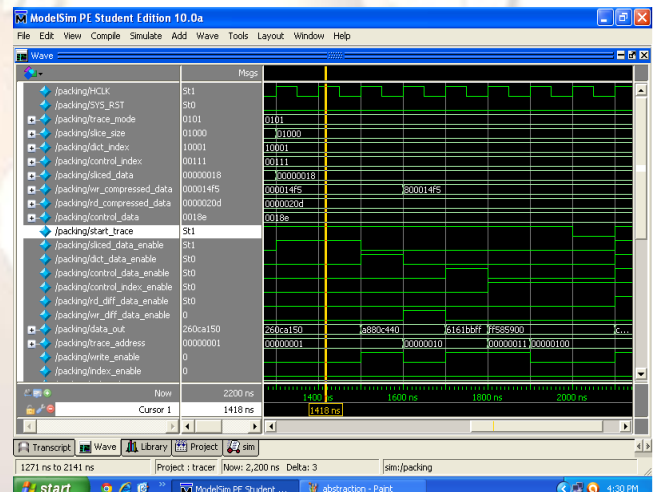 ModelSim PE Student Edition 10.0a
File Edit View Compile Simulate Add Wave Tools Layout Window Help
Wave
Msgs
/packing/HCLK St1
/packing/SYS_RST St0
/packing/trace_mode 0101 0101
/packing/slice_size 01000 01000
/packing/dict_index 10001 10001
/packing/control_index 00111 00111
/packing/sliced_data 00000018 00000018
/packing/wr_compressed_data 000014f5 000014f5 800014f5
/packing/rd_compressed_data 0000020d 0000020d
/packing/control_data 0018e 0018e
/packing/start_trace St1
/packing/sliced_data_enable St1
/packing/dict_data_enable St0
/packing/control_data_enable St0
/packing/control_index_enable St0
/packing/rd_diff_data_enable St0
/packing/wr_diff_data_enable 0
/packing/data_out 260ca150 260ca150 a880c440 6161bbff ff585900 c...
/packing/trace_address 00000001 00000001 00000010 00000011 00000100
/packing/write_enable 0
/packing/index_enable 0
Now 2200 ns 1400 ns 1600 ns 1800 ns 2000 ns
Cursor 1 1418 ns 1418 ns
Transcript Wave Library Project sim
1271 ns to 2141 ns Project : tracer Now: 2,200 ns Delta: 3 sim:/packing
start ModelSim PE Student ... abstraction - Paint 4:30 PM